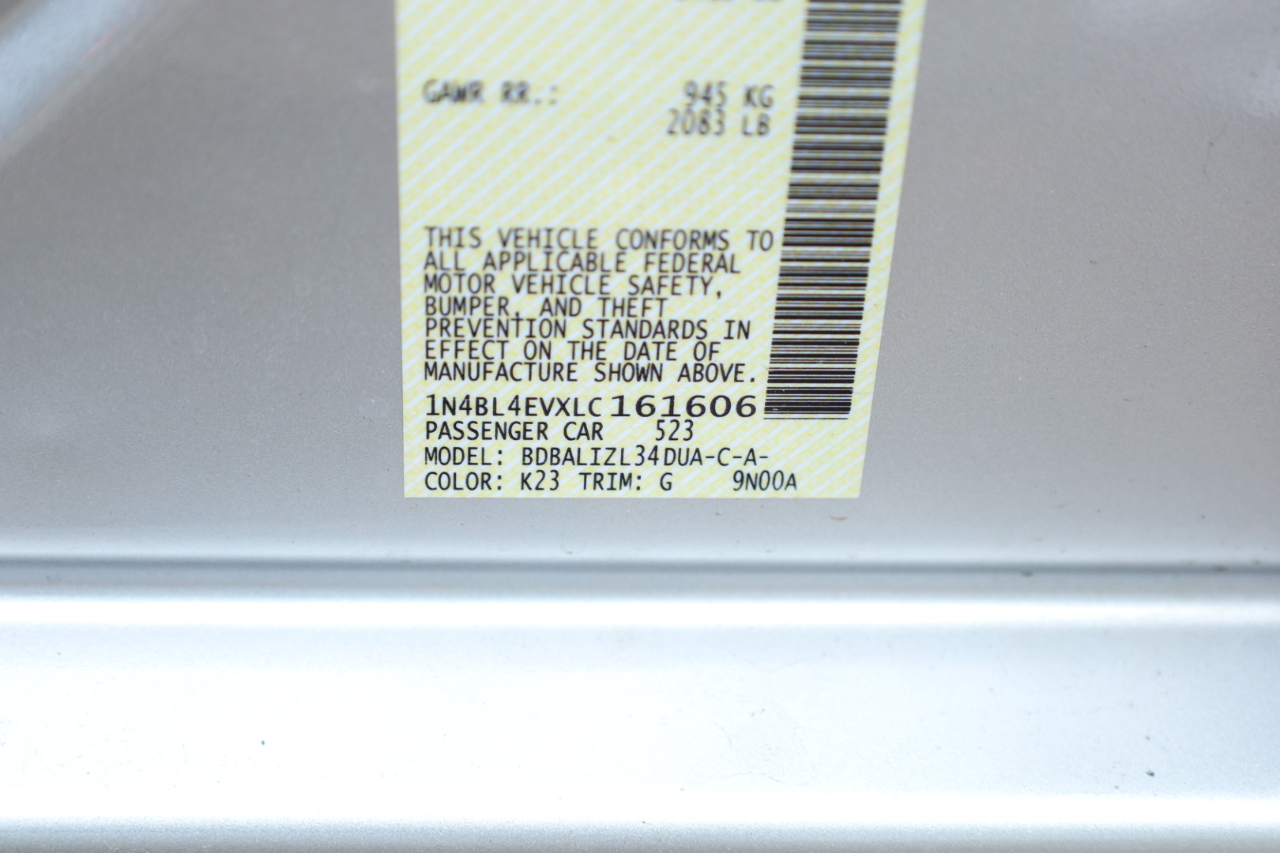 GAWR RR.: 945 KG
2083 LB
THIS VEHICLE CONFORMS TO
ALL APPLICABLE FEDERAL
MOTOR VEHICLE SAFETY,
BUMPER, AND THEFT
PREVENTION STANDARDS IN
EFFECT ON THE DATE OF
MANUFACTURE SHOWN ABOVE.
1N4BL4EVXLC161606
PASSENGER CAR 523
MODEL: BDBALIZL34DUA-C-A-
COLOR: K23 TRIM: G 9N00A